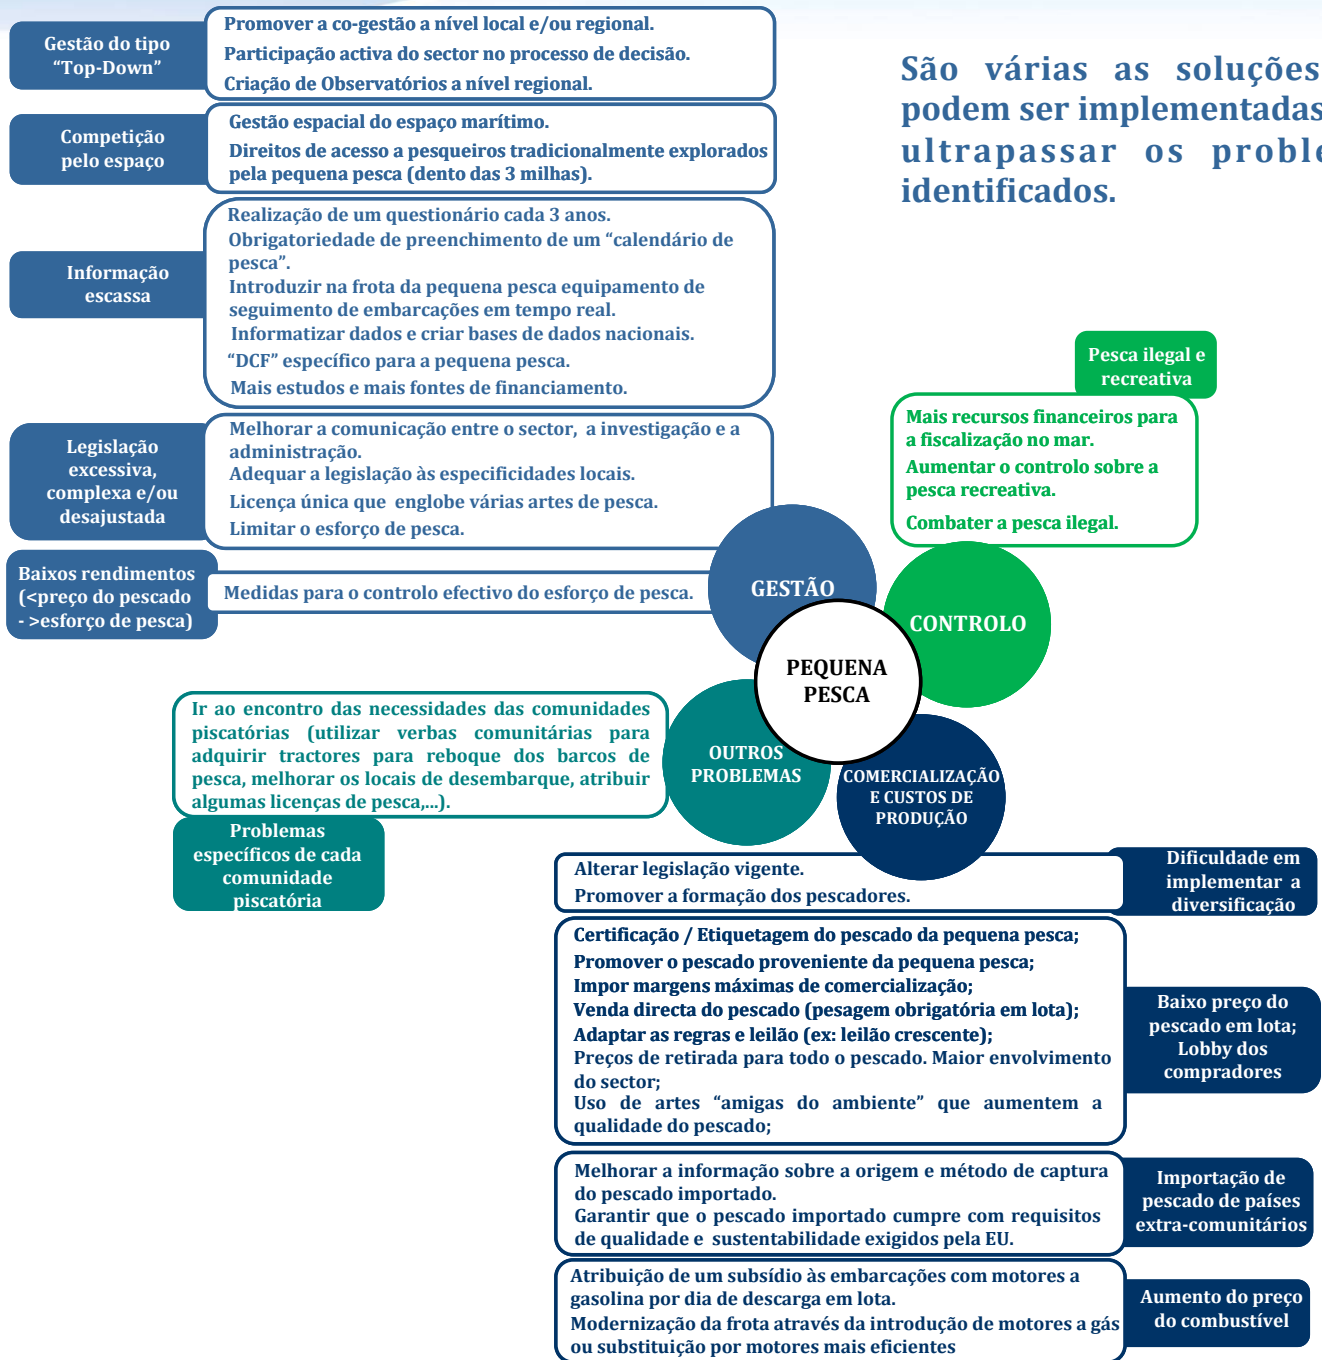 Gestão do tipo
“Top-Down”
Promover a co-gestão a nível local e/ou regional.
Participação activa do sector no processo de decisão.
Criação de Observatórios a nível regional.
São várias as soluções
podem ser implementadas
ultrapassar os proble
identificados.
Competição
pelo espaço
Gestão espacial do espaço marítimo.
Direitos de acesso a pesqueiros tradicionalmente explorados
pela pequena pesca (dento das 3 milhas).
Informação
escassa
Realização de um questionário cada 3 anos.
Obrigatoriedade de preenchimento de um “calendário de
pesca”.
Introduzir na frota da pequena pesca equipamento de
seguimento de embarcações em tempo real.
Informatizar dados e criar bases de dados nacionais.
“DCF” específico para a pequena pesca.
Mais estudos e mais fontes de financiamento.
Pesca ilegal e
recreativa
Mais recursos financeiros para
a fiscalização no mar.
Aumentar o controlo sobre a
pesca recreativa.
Combater a pesca ilegal.
Legislação
excessiva,
complexa e/ou
desajustada
Melhorar a comunicação entre o sector, a investigação e a
administração.
Adequar a legislação às especificidades locais.
Licença única que englobe várias artes de pesca.
Limitar o esforço de pesca.
Baixos rendimentos
(<preço do pescado
- >esforço de pesca)
Medidas para o controlo efectivo do esforço de pesca.
GESTÃO
CONTROLO
PEQUENA
PESCA
OUTROS
PROBLEMAS
COMERCIALIZAÇÃO
E CUSTOS DE
PRODUÇÃO
Ir ao encontro das necessidades das comunidades
piscatórias (utilizar verbas comunitárias para
adquirir tractores para reboque dos barcos de
pesca, melhorar os locais de desembarque, atribuir
algumas licenças de pesca,...).
Problemas
específicos de cada
comunidade
piscatória
Alterar legislação vigente.
Promover a formação dos pescadores.
Dificuldade em
implementar a
diversificação
Certificação / Etiquetagem do pescado da pequena pesca;
Promover o pescado proveniente da pequena pesca;
Impor margens máximas de comercialização;
Venda directa do pescado (pesagem obrigatória em lota);
Adaptar as regras e leilão (ex: leilão crescente);
Preços de retirada para todo o pescado. Maior envolvimento
do sector;
Uso de artes “amigas do ambiente” que aumentem a
qualidade do pescado;
Baixo preço do
pescado em lota;
Lobby dos
compradores
Melhorar a informação sobre a origem e método de captura
do pescado importado.
Garantir que o pescado importado cumpre com requisitos
de qualidade e sustentabilidade exigidos pela EU.
Importação de
pescado de países
extra-comunitários
Atribuição de um subsídio às embarcações com motores a
gasolina por dia de descarga em lota.
Modernização da frota através da introdução de motores a gás
ou substituição por motores mais eficientes
Aumento do preço
do combustível